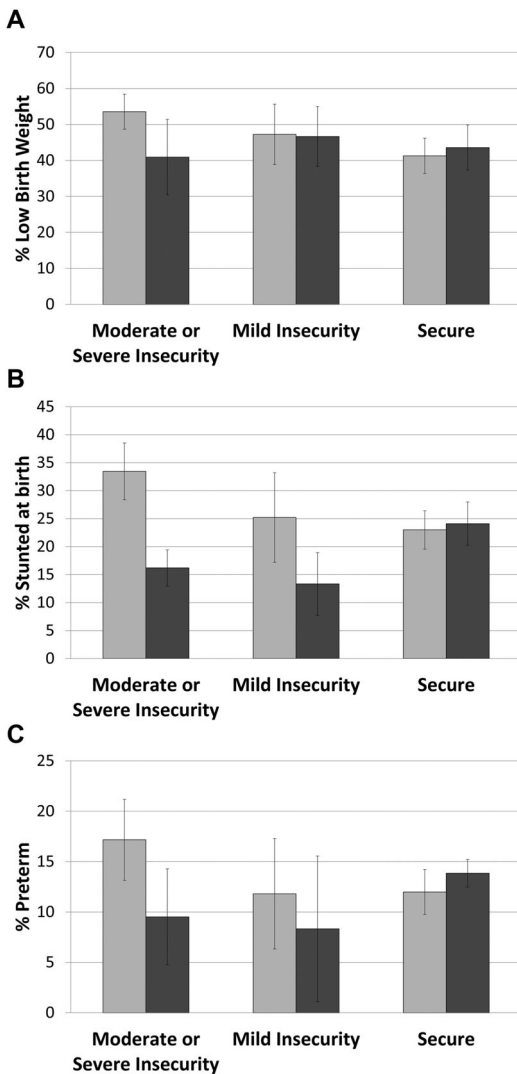 A
% Low Birth Weight
70
60
50
40
30
20
10
0
Moderate or
Severe Insecurity
Mild Insecurity
Secure
B
% Stunted at birth
45
40
35
30
25
20
15
10
5
0
Moderate or
Severe Insecurity
Mild Insecurity
Secure
C
% Preterm
25
20
15
10
5
0
Moderate or
Severe Insecurity
Mild Insecurity
Secure